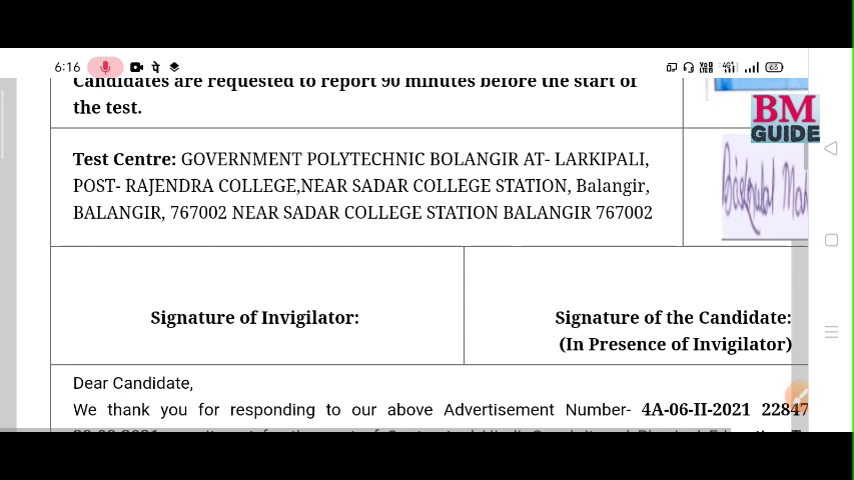 6:16
Candidates are requested to report 90 minutes before the start of
the test.
BM
GUIDE
Test Centre: GOVERNMENT POLYTECHNIC BOLANGIR AT- LARKIPALI,
POST- RAJENDRA COLLEGE,NEAR SADAR COLLEGE STATION, Balangir,
BALANGIR, 767002 NEAR SADAR COLLEGE STATION BALANGIR 767002
Signature of Invigilator:
Signature of the Candidate:
(In Presence of Invigilator)
Dear Candidate,
We thank you for responding to our above Advertisement Number- 4A-06-II-2021 22847